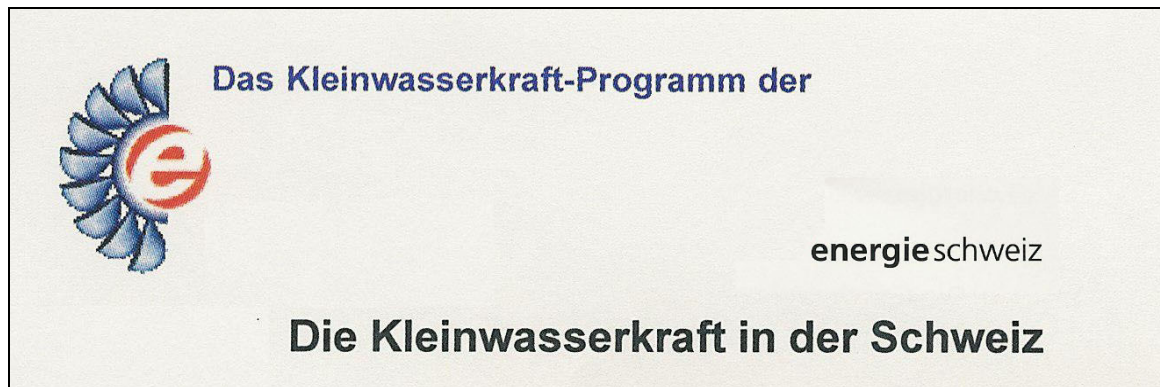 Das Kleinwasserkraft-Programm der
e
energieschweiz
Die Kleinwasserkraft in der Schweiz